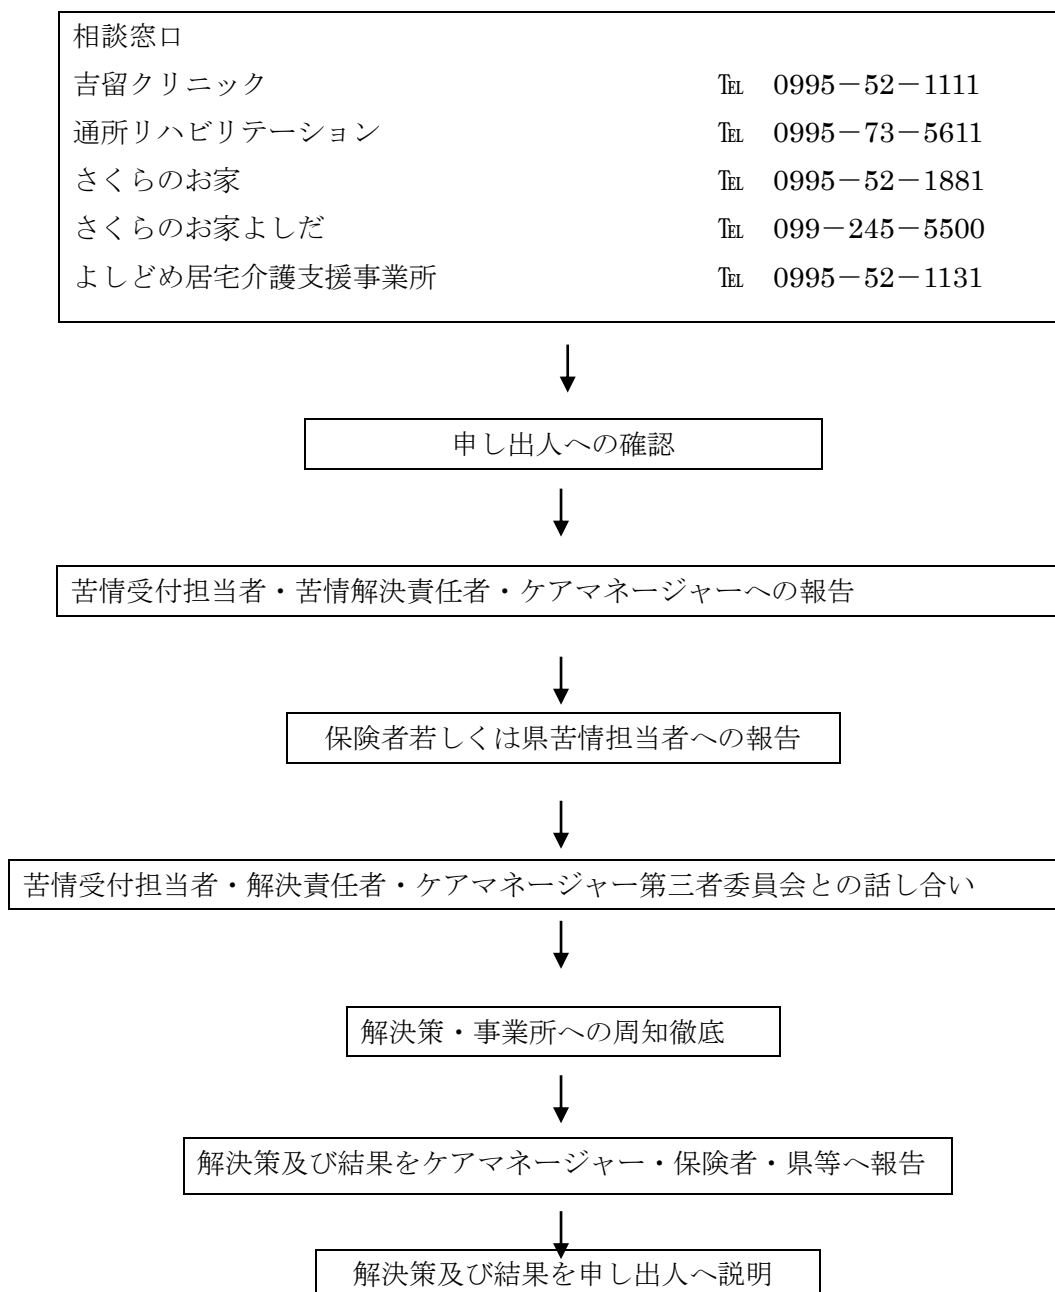 相談窓口
吉留クリニック ℡ 0995－52－1111
通所リハビリテーション ℡ 0995－73－5611
さくらのお家 ℡ 0995－52－1881
さくらのお家よしだ ℡ 099－245－5500
よしどめ居宅介護支援事業所 ℡ 0995－52－1131
申し出人への確認
苦情受付担当者・苦情解決責任者・ケアマネージャーへの報告
保険者若しくは県苦情担当者への報告
苦情受付担当者・解決責任者・ケアマネージャー第三者委員会との話し合い
解決策・事業所への周知徹底
解決策及び結果をケアマネージャー・保険者・県等へ報告
解決策及び結果を申し出人へ説明